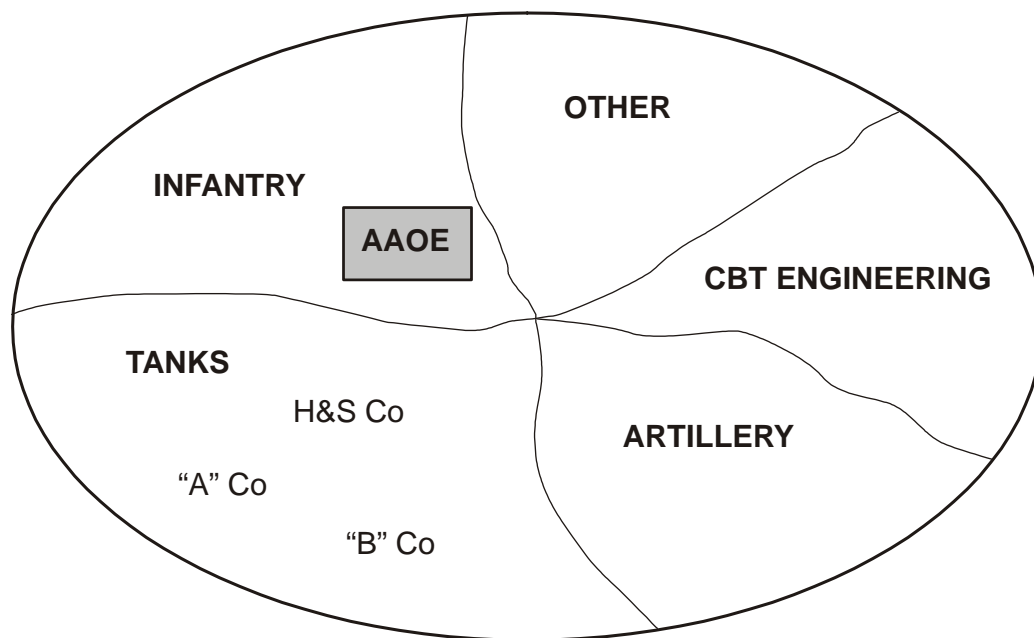 OTHER
INFANTRY
AAOE
CBT ENGINEERING
TANKS
H&S Co
ARTILLERY
“A” Co
“B” Co